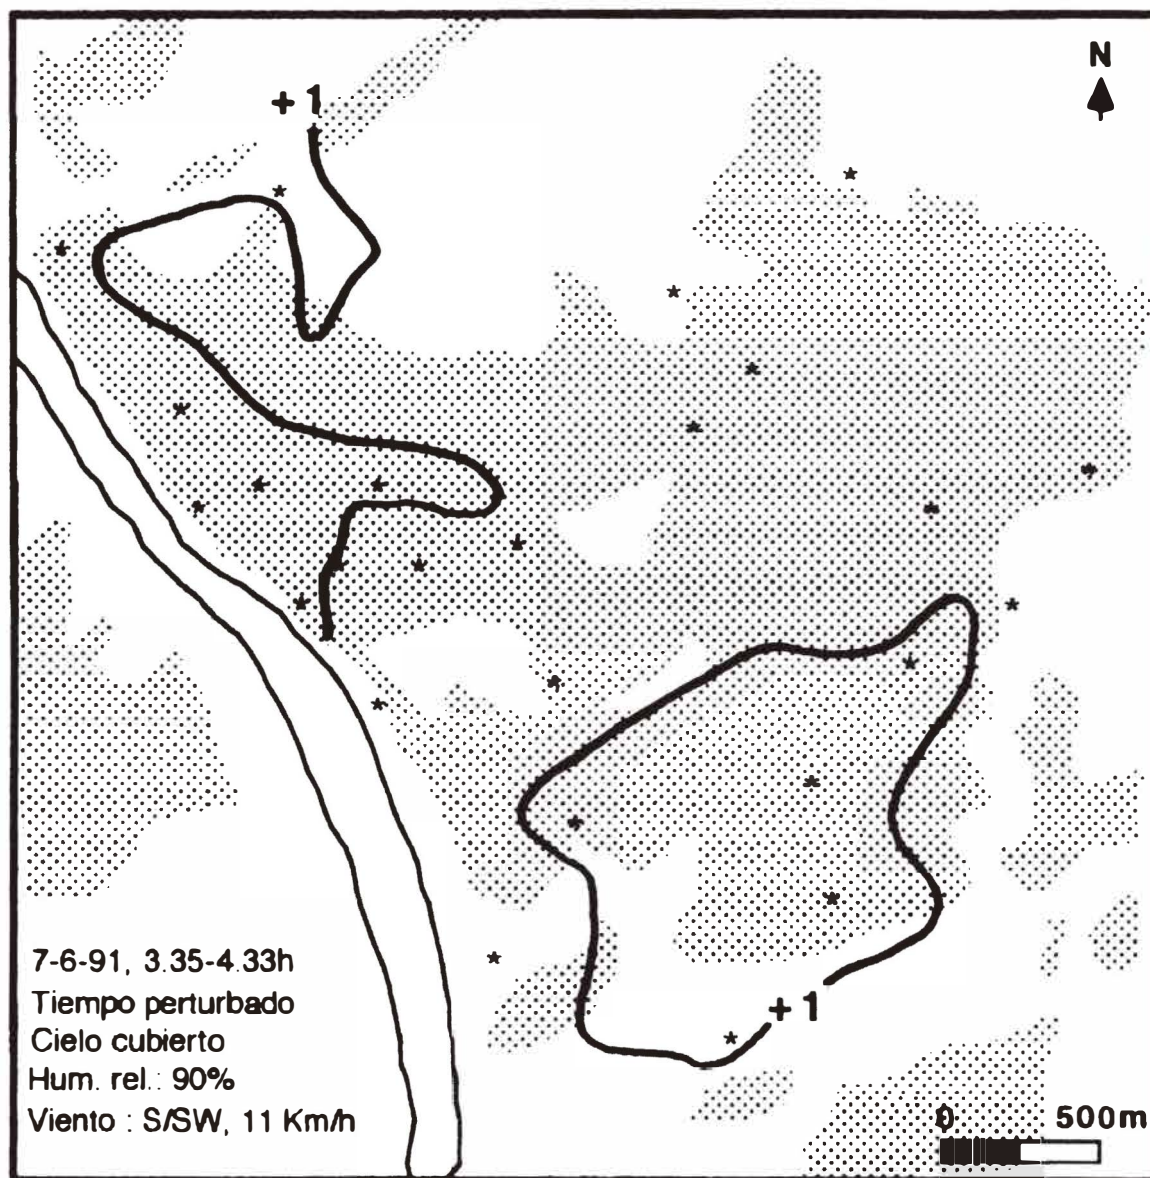 N
+ 1
7-6-91, 3.35-4.33h
Tiempo perturbado
+ 1
Cielo cubierto
Hum. rel.: 90%
Viento : S/SW, 11 Km/h
0 500m